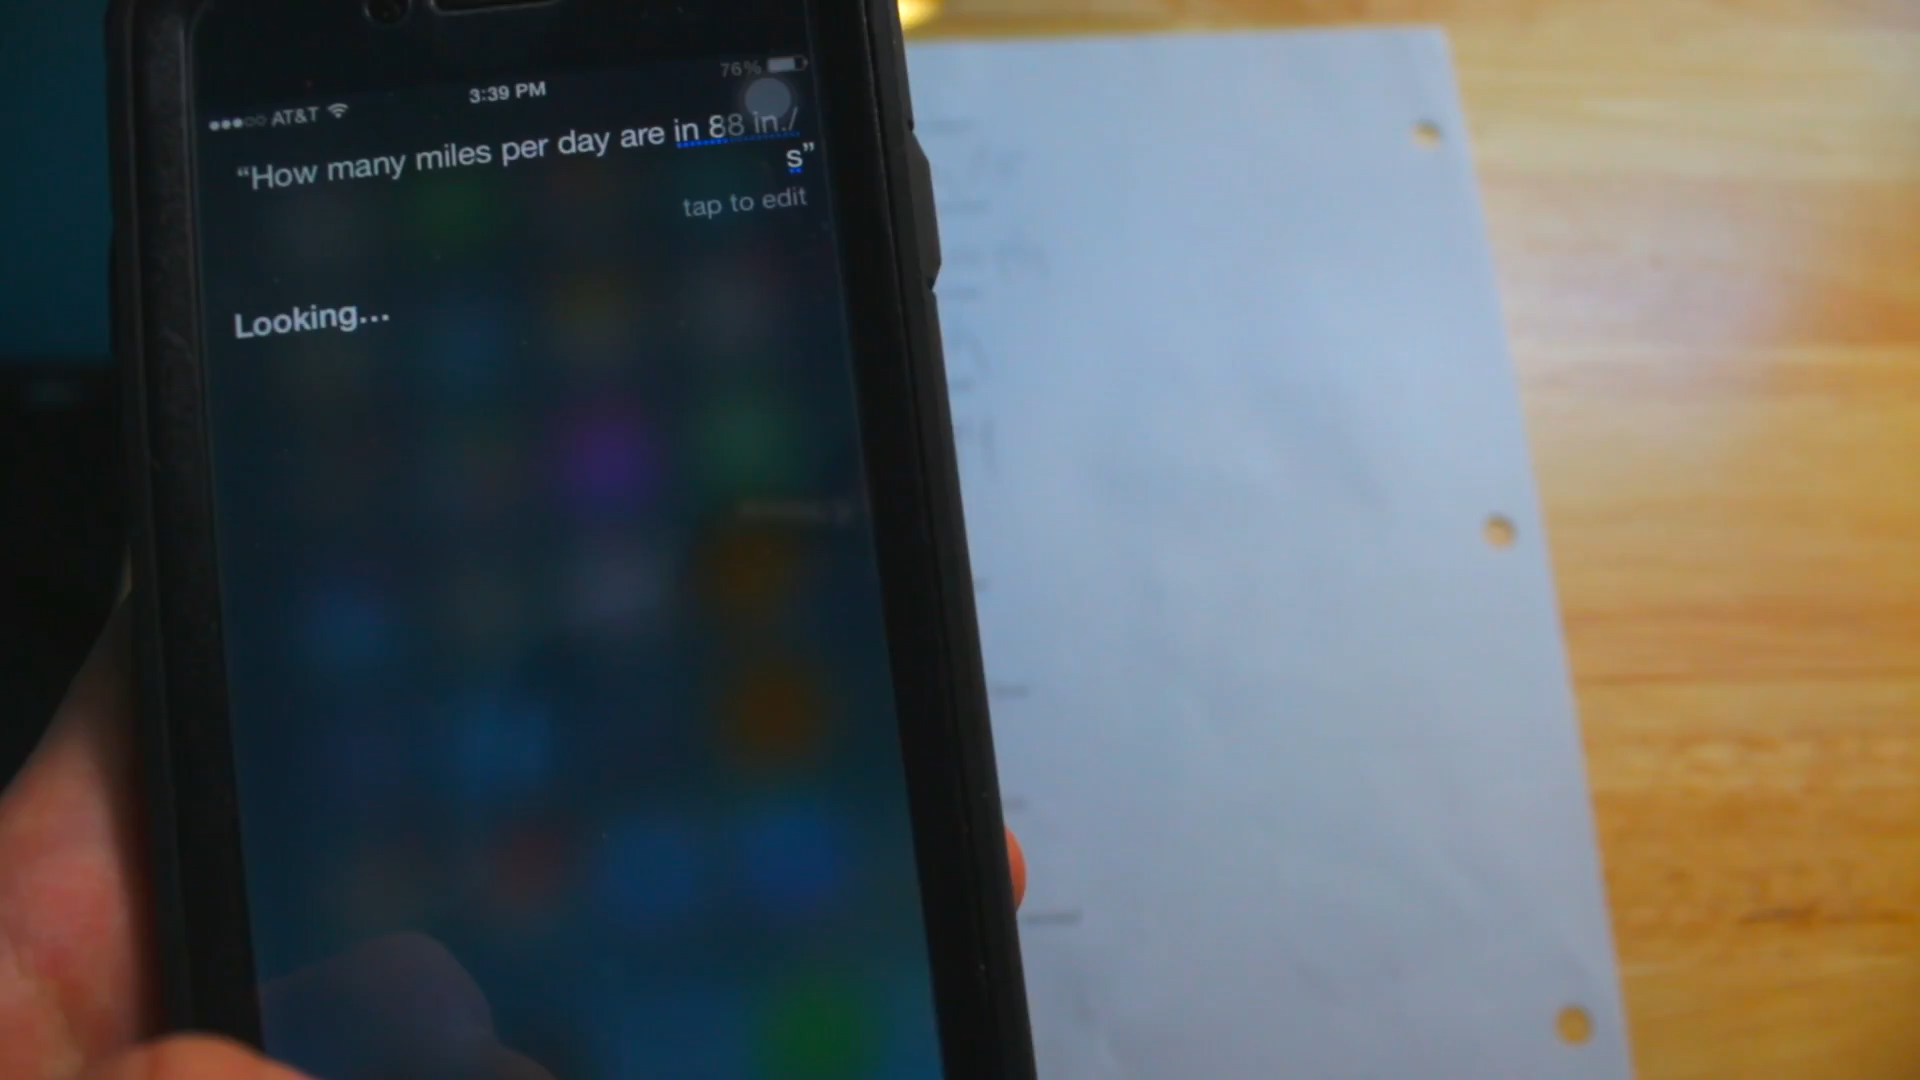 76%
●●●○○ AT&T 3:39 PM
“How many miles per day are in 88 in./
s”
tap to edit
Looking...